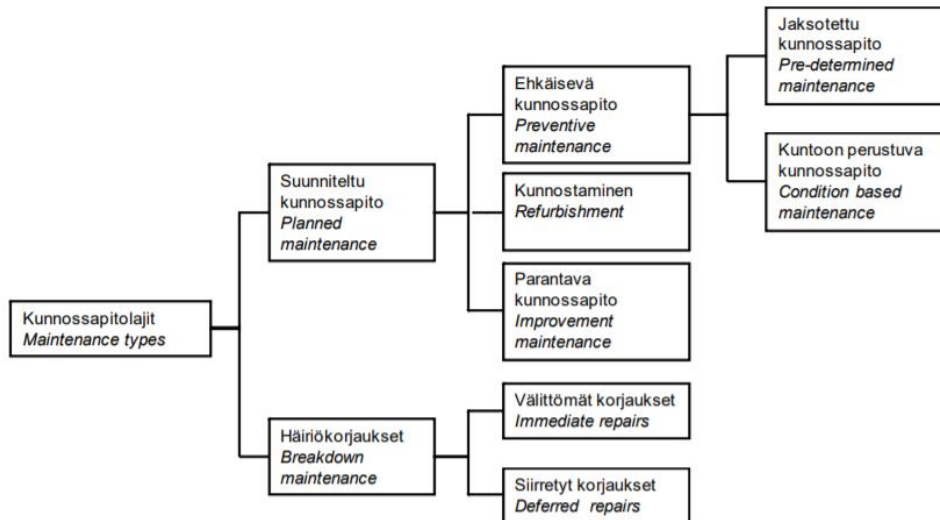 Kunnossapitolajit
Maintenance types
Suunniteltu
kunnossapito
Planned
maintenance
Ehkäisevä
kunnossapito
Preventive
maintenance
Jaksotettu
kunnossapito
Pre-determined
maintenance
Kuntoon perustuva
kunnossapito
Condition based
maintenance
Kunnostaminen
Refurbishment
Parantava
kunnossapito
Improvement
maintenance
Häiriökorjaukset
Breakdown
maintenance
Välittömät korjaukset
Immediate repairs
Siirretyt korjaukset
Deferred repairs